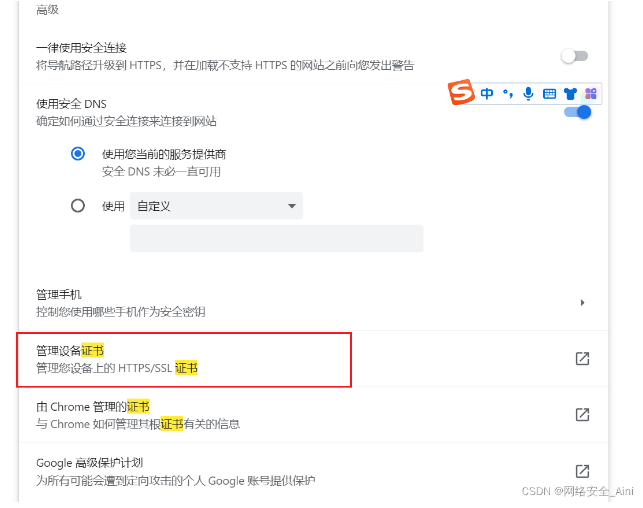 高级
一律使用安全连接
将导航路径升级到 HTTPS，并在加载不支持 HTTPS 的网站之前向您发出警告
中
使用安全 DNS
确定如何通过安全连接来连接到网站
使用您当前的服务提供商
安全 DNS 未必一直可用
使用
自定义
管理手机
控制您使用哪些手机作为安全密钥
管理设备证书
管理您设备上的 HTTPS/SSL 证书
由 Chrome 管理的证书
与 Chrome 如何管理其根证书有关的信息
Google 高级保护计划
为所有可能会遭到定向攻击的个人 Google 账号提供保护
CSDN @网络安全_Aini